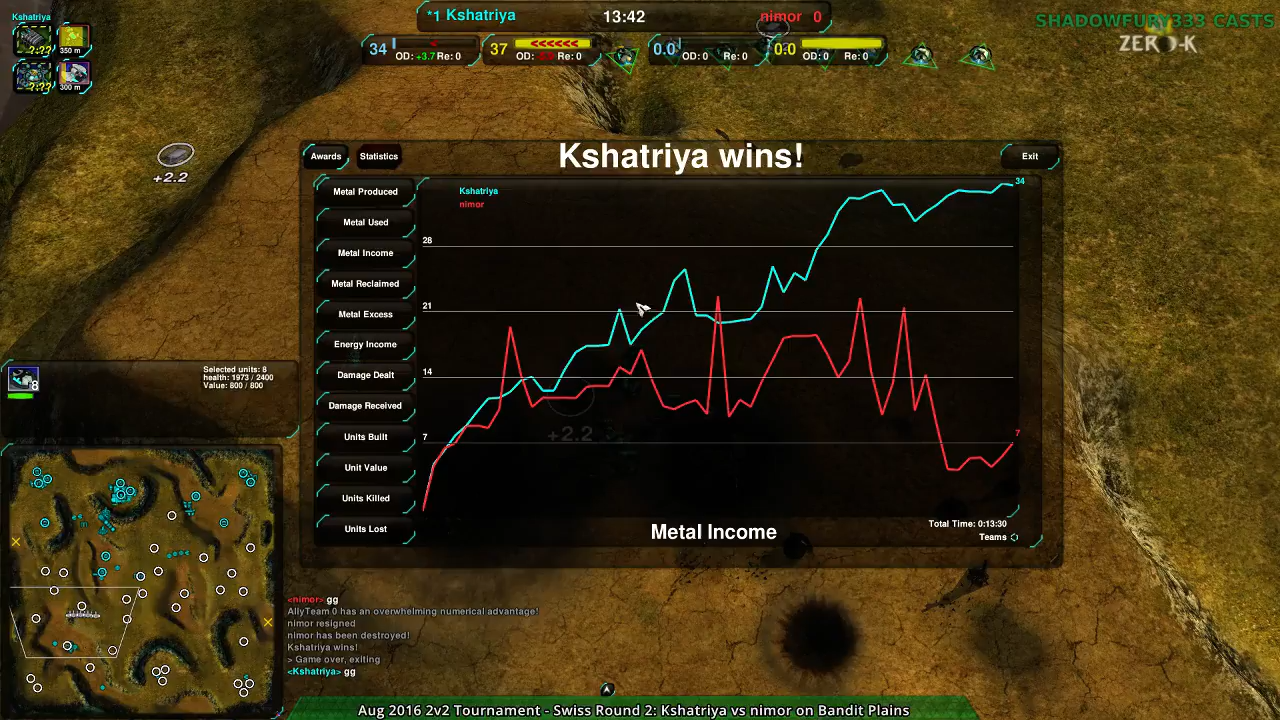 Kshatriya
*1 Kshatriya
13:42
nimor 0
SHADOWFURY333 CASTS
ZERO-K
350 m
300 m
34
OD: +3.7 Re: 0
37
Re: 0
0.0
OD: 0 Re: 0
0.0
OD: 0 Re: 0
+2.2
Awards
Statistics
Kshatriya wins!
Exit
Metal Produced
Metal Used
Metal Income
Metal Reclaimed
Metal Excess
Energy Income
Damage Dealt
Damage Received
Units Built
Unit Value
Units Killed
Units Lost
Kshatriya
nimor
34
28
21
14
7
7
+2.2
Metal Income
Total Time: 0:13:30
Teams
8
Selected units: 8
health: 1973 / 2400
Value: 800 / 800
<nimor> gg
AllyTeam 0 has an overwhelming numerical advantage!
nimor resigned
nimor has been destroyed!
Kshatriya wins!
> Game over, exiting
<Kshatriya> gg
Aug 2016 2v2 Tournament - Swiss Round 2: Kshatriya vs nimor on Bandit Plains